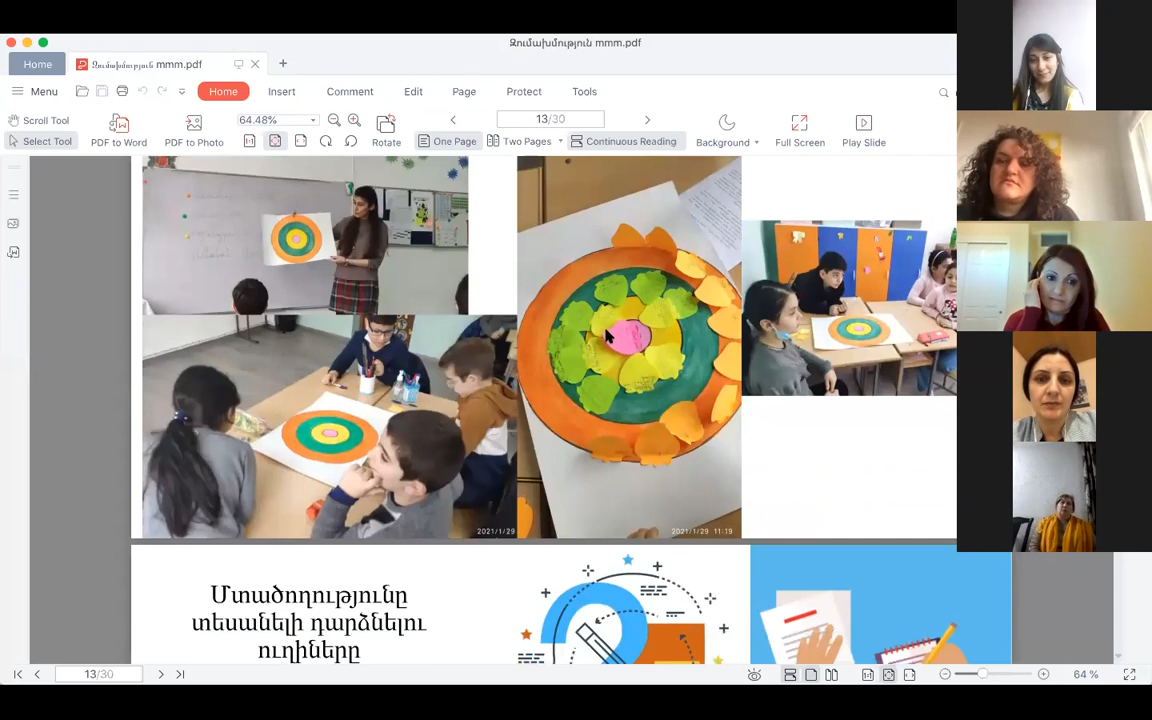 Զումախմություն mmm.pdf
Home
Զումախմություն mmm.pdf
Menu
Home
Insert
Comment
Edit
Page
Protect
Tools
Scroll Tool
Select Tool
PDF to Word
PDF to Photo
64.48%
Rotate
13/30
One Page
Two Pages
Continuous Reading
Background
Full Screen
Play Slide
2021/1/29
2021/1/29 11:19
Մտածողությունը
տեսանելի դարձնելու
ուղիները
13/30
64 %